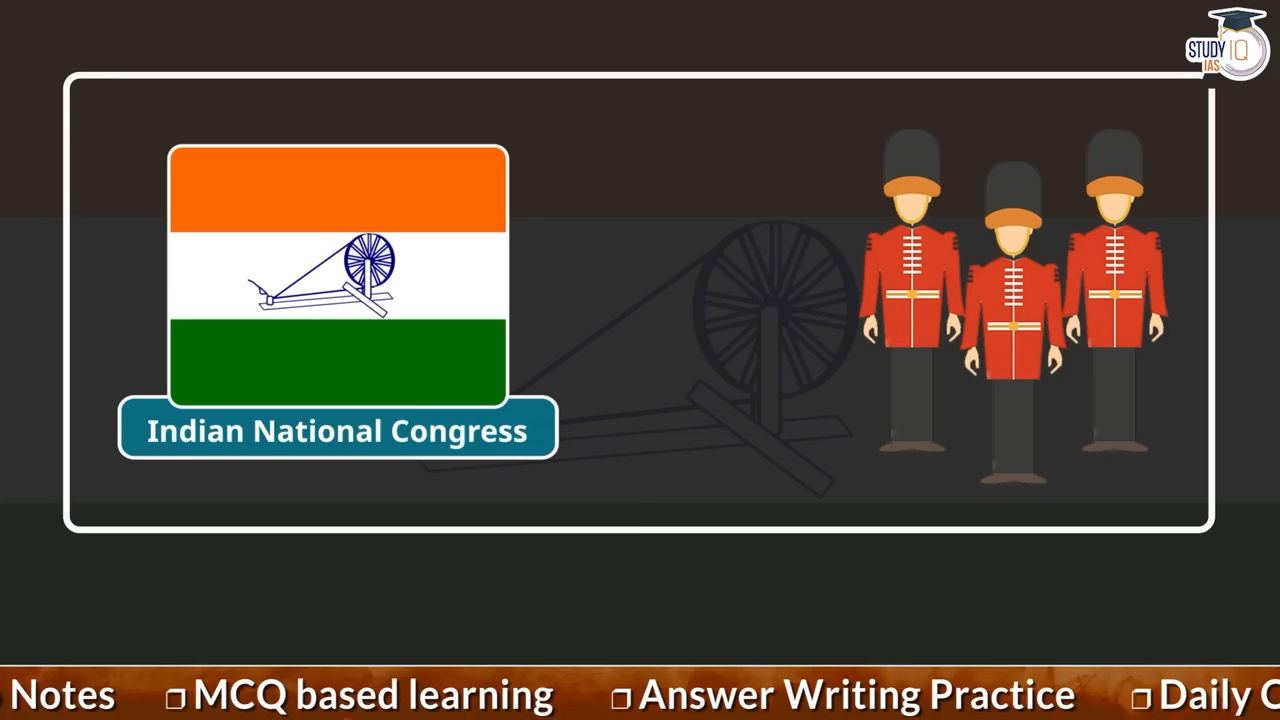 STUDY IQ
IAS
Indian National Congress
Notes ❐ MCQ based learning ❐ Answer Writing Practice ❐ Daily